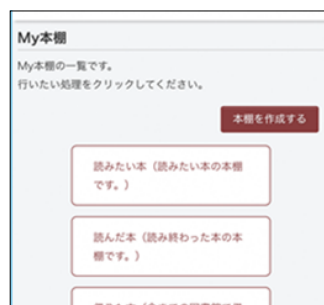 My本棚
My本棚の一覧です。
行いたい処理をクリックしてください。
本棚を作成する
読みたい本（読みたい本の本棚
です。）
読んだ本（読み終わった本の本
棚です。）